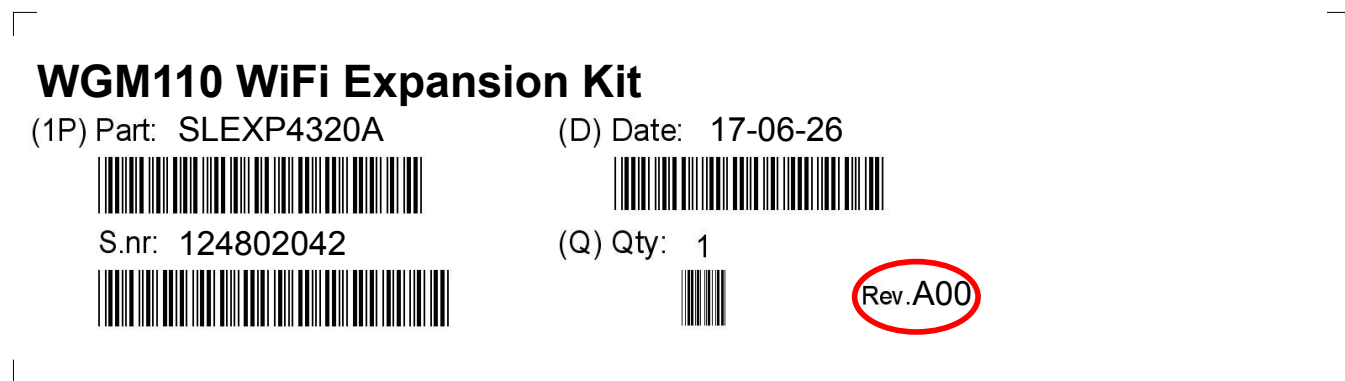 WGM110 WiFi Expansion Kit
(1P) Part: SLEXP4320A
(D) Date: 17-06-26
S.nr: 124802042
(Q) Qty: 1
Rev.A00